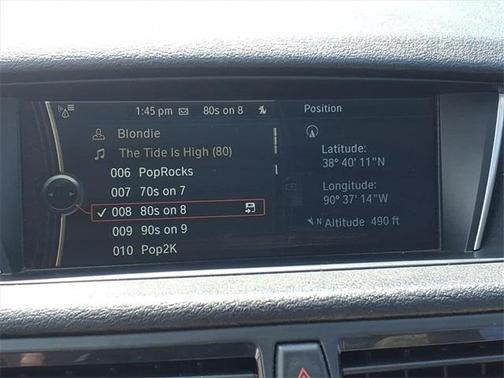 1:45 pm 80s on 8
Blondie
The Tide Is High (80)
006 PopRocks
007 70s on 7
008 80s on 8
009 90s on 9
010 Pop2K
Position
Latitude:
38° 40' 11"N
Longitude:
90° 37' 14"W
N Altitude 490 ft